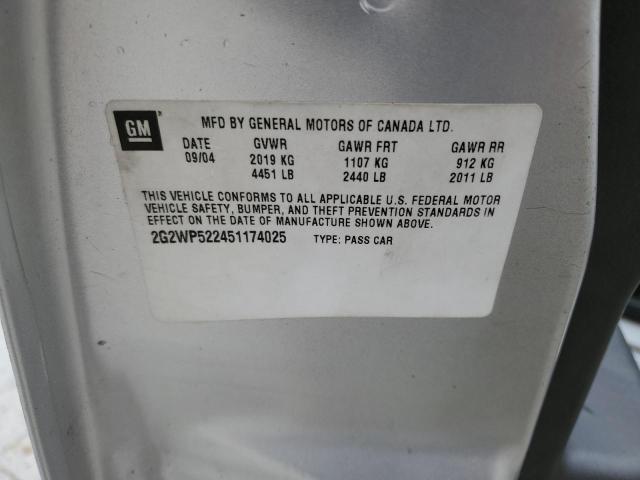 GM
MFD BY GENERAL MOTORS OF CANADA LTD.
DATE GVWR GAWR FRT GAWR RR
09/04 2019 KG 1107 KG 912 KG
4451 LB 2440 LB 2011 LB
THIS VEHICLE CONFORMS TO ALL APPLICABLE U.S. FEDERAL MOTOR
VEHICLE SAFETY, BUMPER, AND THEFT PREVENTION STANDARDS IN
EFFECT ON THE DATE OF MANUFACTURE SHOWN ABOVE.
2G2WP522451174025 TYPE: PASS CAR